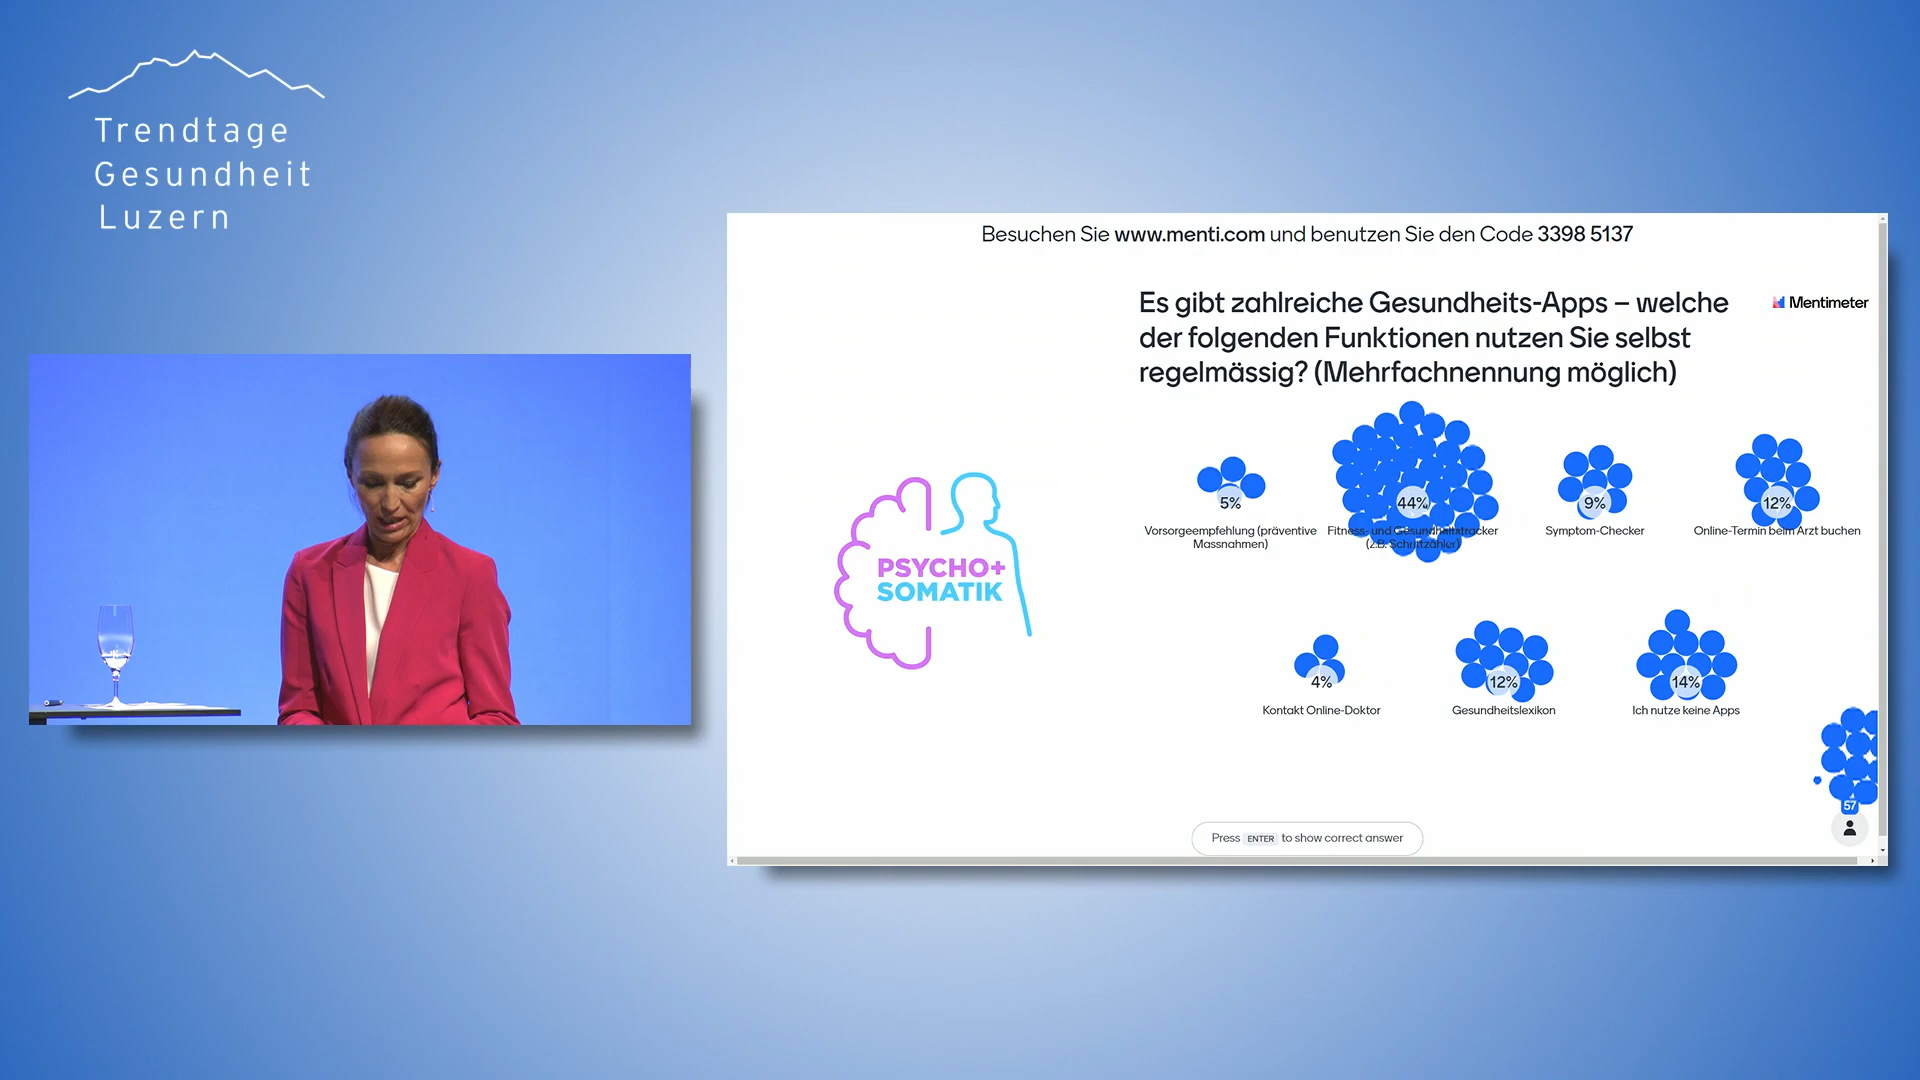 Trendtage
Gesundheit
Luzern
Besuchen Sie www.menti.com und benutzen Sie den Code 3398 5137
Es gibt zahlreiche Gesundheits-Apps – welche
der folgenden Funktionen nutzen Sie selbst
regelmässig? (Mehrfachnennung möglich)
Mentimeter
5%
Vorsorgeempfehlung (präventive
Massnahmen)
44%
Fitness- und Gesundheitstracker
(z.B. Schrittzähler)
9%
Symptom-Checker
12%
Online-Termin beim Arzt buchen
PSYCHO+
SOMATIK
4%
Kontakt Online-Doktor
12%
Gesundheitslexikon
14%
Ich nutze keine Apps
57
Press ENTER to show correct answer